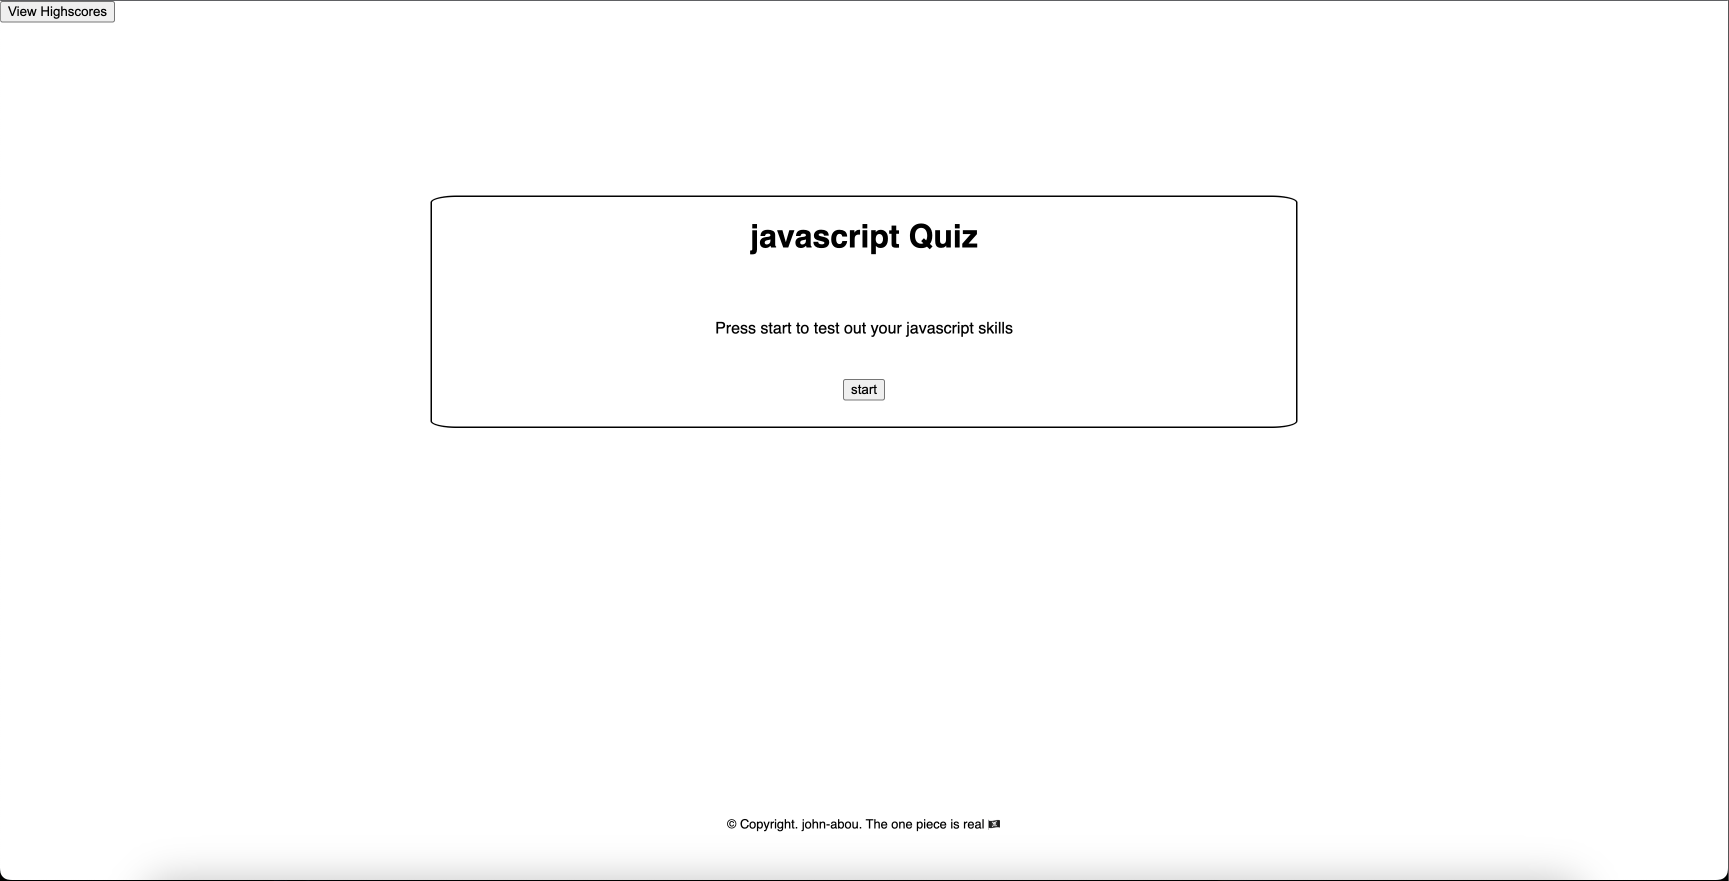 View Highscores
javascript Quiz
Press start to test out your javascript skills
start
© Copyright. john-abou. The one piece is real 🏴‍☠️